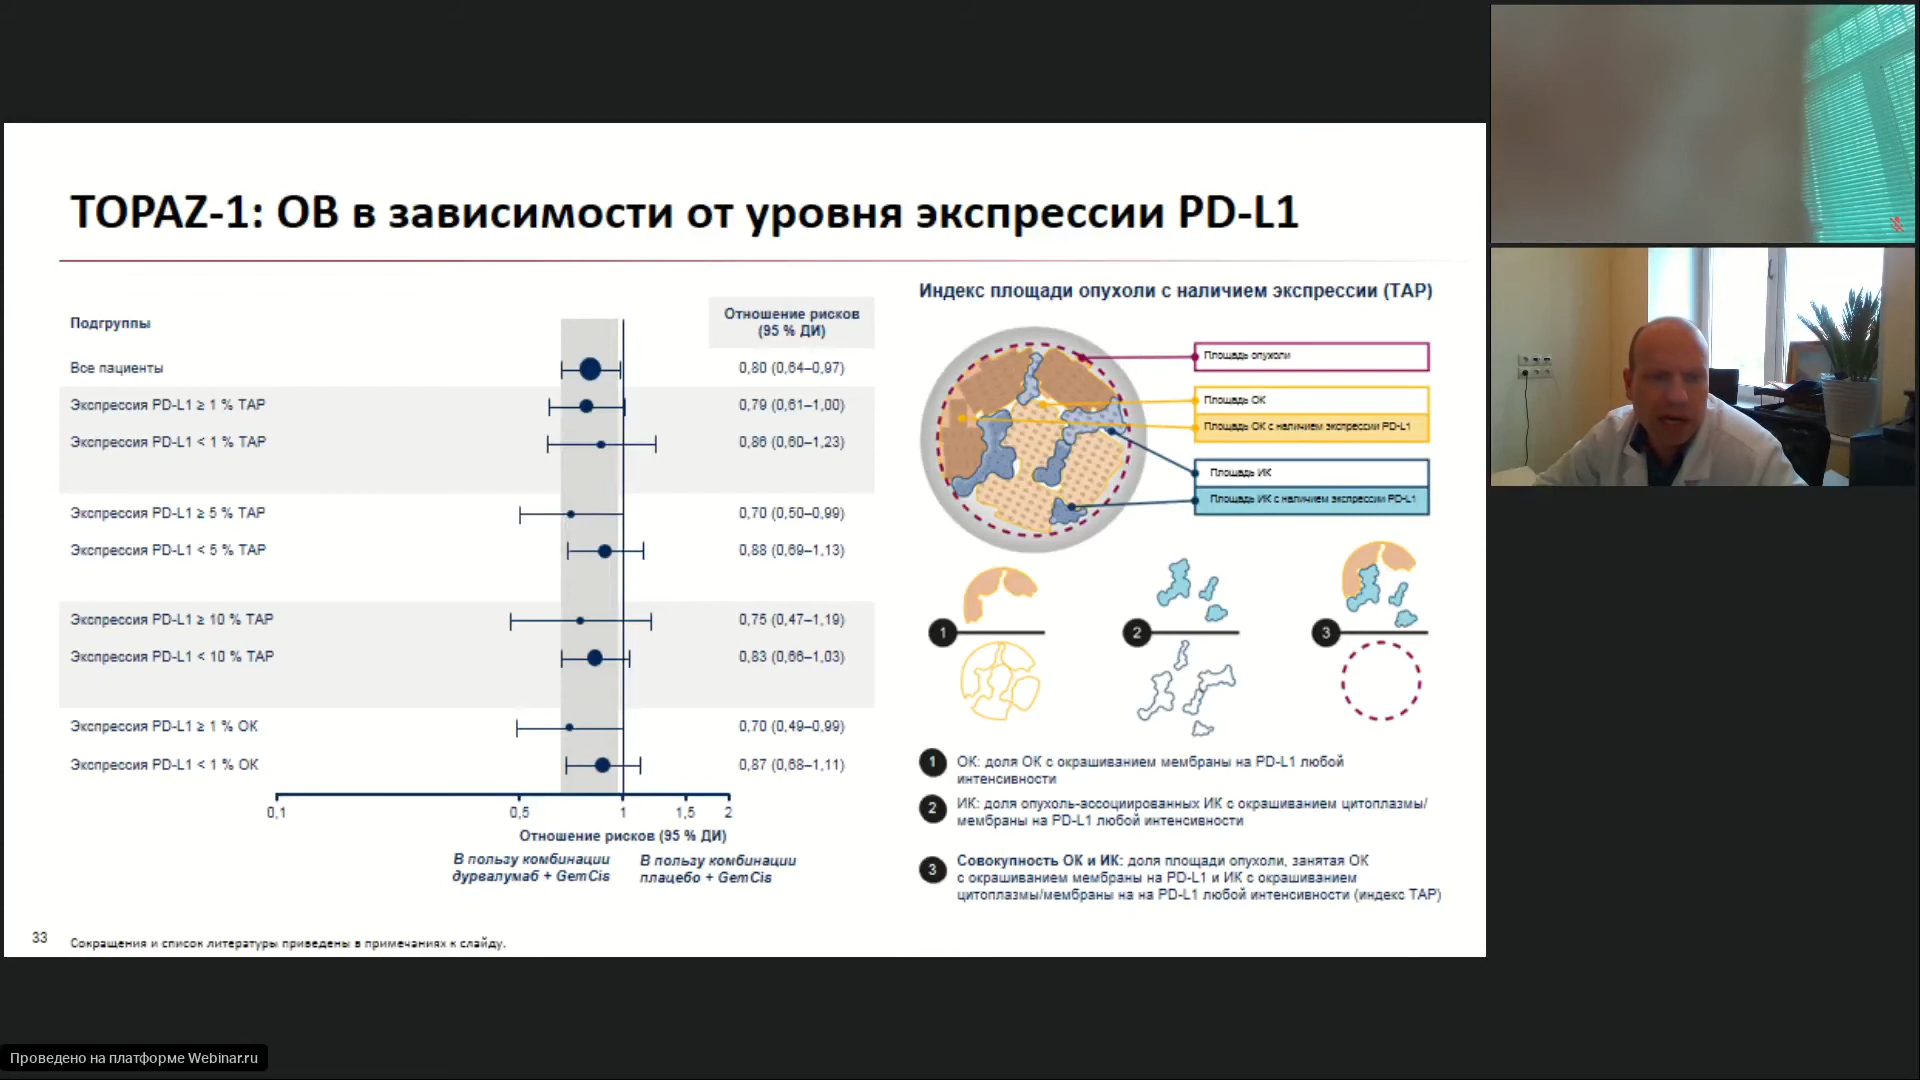 TOPAZ-1: ОВ в зависимости от уровня экспрессии PD-L1
Подгруппы
Отношение рисков
(95 % ДИ)
Все пациенты
0,80 (0,64–0,97)
Экспрессия PD-L1 ≥ 1 % TAP
0,79 (0,61–1,00)
Экспрессия PD-L1 < 1 % TAP
0,86 (0,60–1,23)
Экспрессия PD-L1 ≥ 5 % TAP
0,70 (0,50–0,99)
Экспрессия PD-L1 < 5 % TAP
0,88 (0,69–1,13)
Экспрессия PD-L1 ≥ 10 % TAP
0,75 (0,47–1,19)
Экспрессия PD-L1 < 10 % TAP
0,83 (0,66–1,03)
Экспрессия PD-L1 ≥ 1 % ОК
0,70 (0,49–0,99)
Экспрессия PD-L1 < 1 % ОК
0,87 (0,68–1,11)
0,1 0,5 1 1,5 2
Отношение рисков (95 % ДИ)
В пользу комбинации
дурвалумаб + GemCis
В пользу комбинации
плацебо + GemCis
Индекс площади опухоли с наличием экспрессии (TAP)
Площадь опухоли
Площадь ОК
Площадь ОК с наличием экспрессии PD-L1
Площадь ИК
Площадь ИК с наличием экспрессии PD-L1
1 2 3
1 ОК: доля ОК с окрашиванием мембраны на PD-L1 любой
интенсивности
2 ИК: доля опухоль-ассоциированных ИК с окрашиванием цитоплазмы/
мембраны на PD-L1 любой интенсивности
3 Совокупность ОК и ИК: доля площади опухоли, занятая ОК
с окрашиванием мембраны на PD-L1 и ИК с окрашиванием
цитоплазмы/мембраны на на PD-L1 любой интенсивности (индекс TAP)
33
Сокращения и список литературы приведены в примечаниях к слайду.
Проведено на платформе Webinar.ru